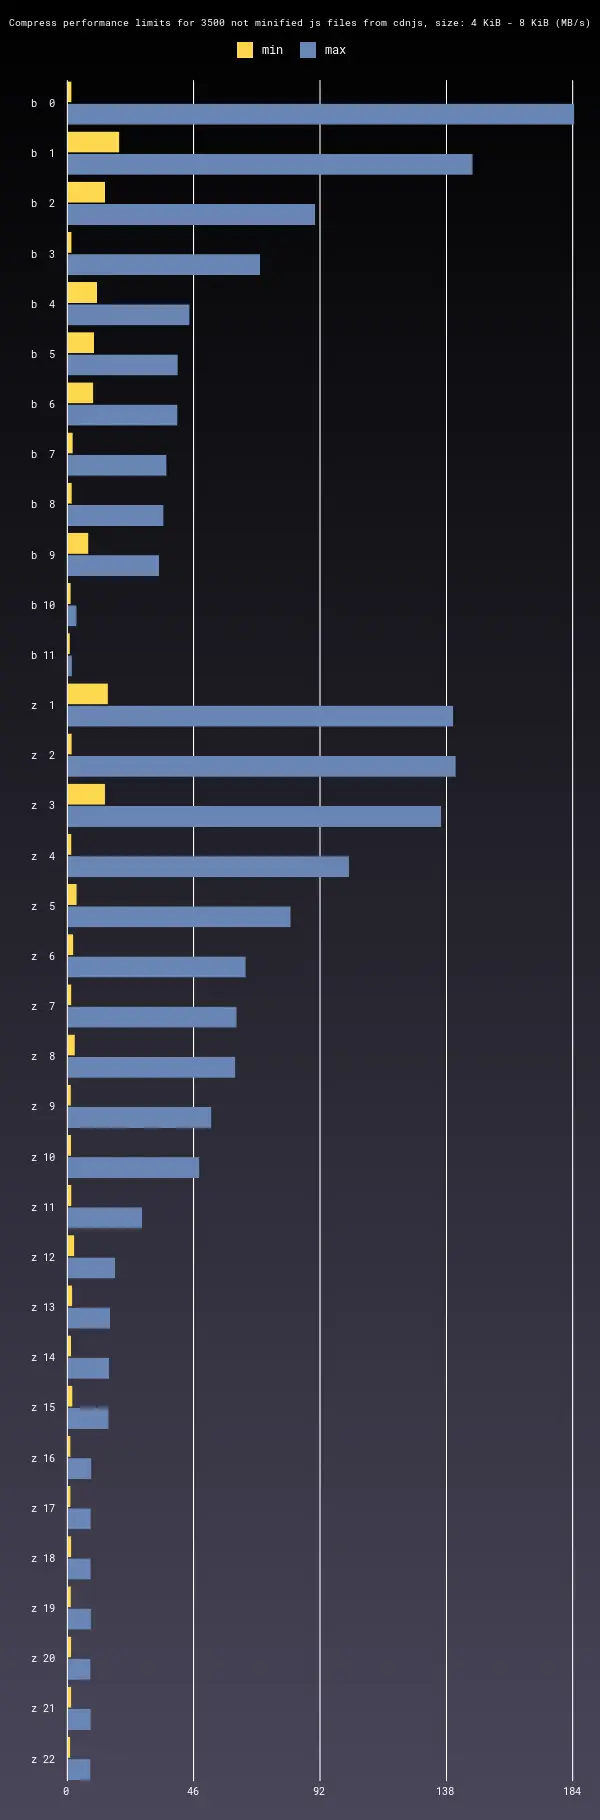 Compress performance limits for 3500 not minified js files from cdnjs, size: 4 KiB - 8 KiB (MB/s)
min max
b 0
b 1
b 2
b 3
b 4
b 5
b 6
b 7
b 8
b 9
b 10
b 11
z 1
z 2
z 3
z 4
z 5
z 6
z 7
z 8
z 9
z 10
z 11
z 12
z 13
z 14
z 15
z 16
z 17
z 18
z 19
z 20
z 21
z 22
0 46 92 138 184